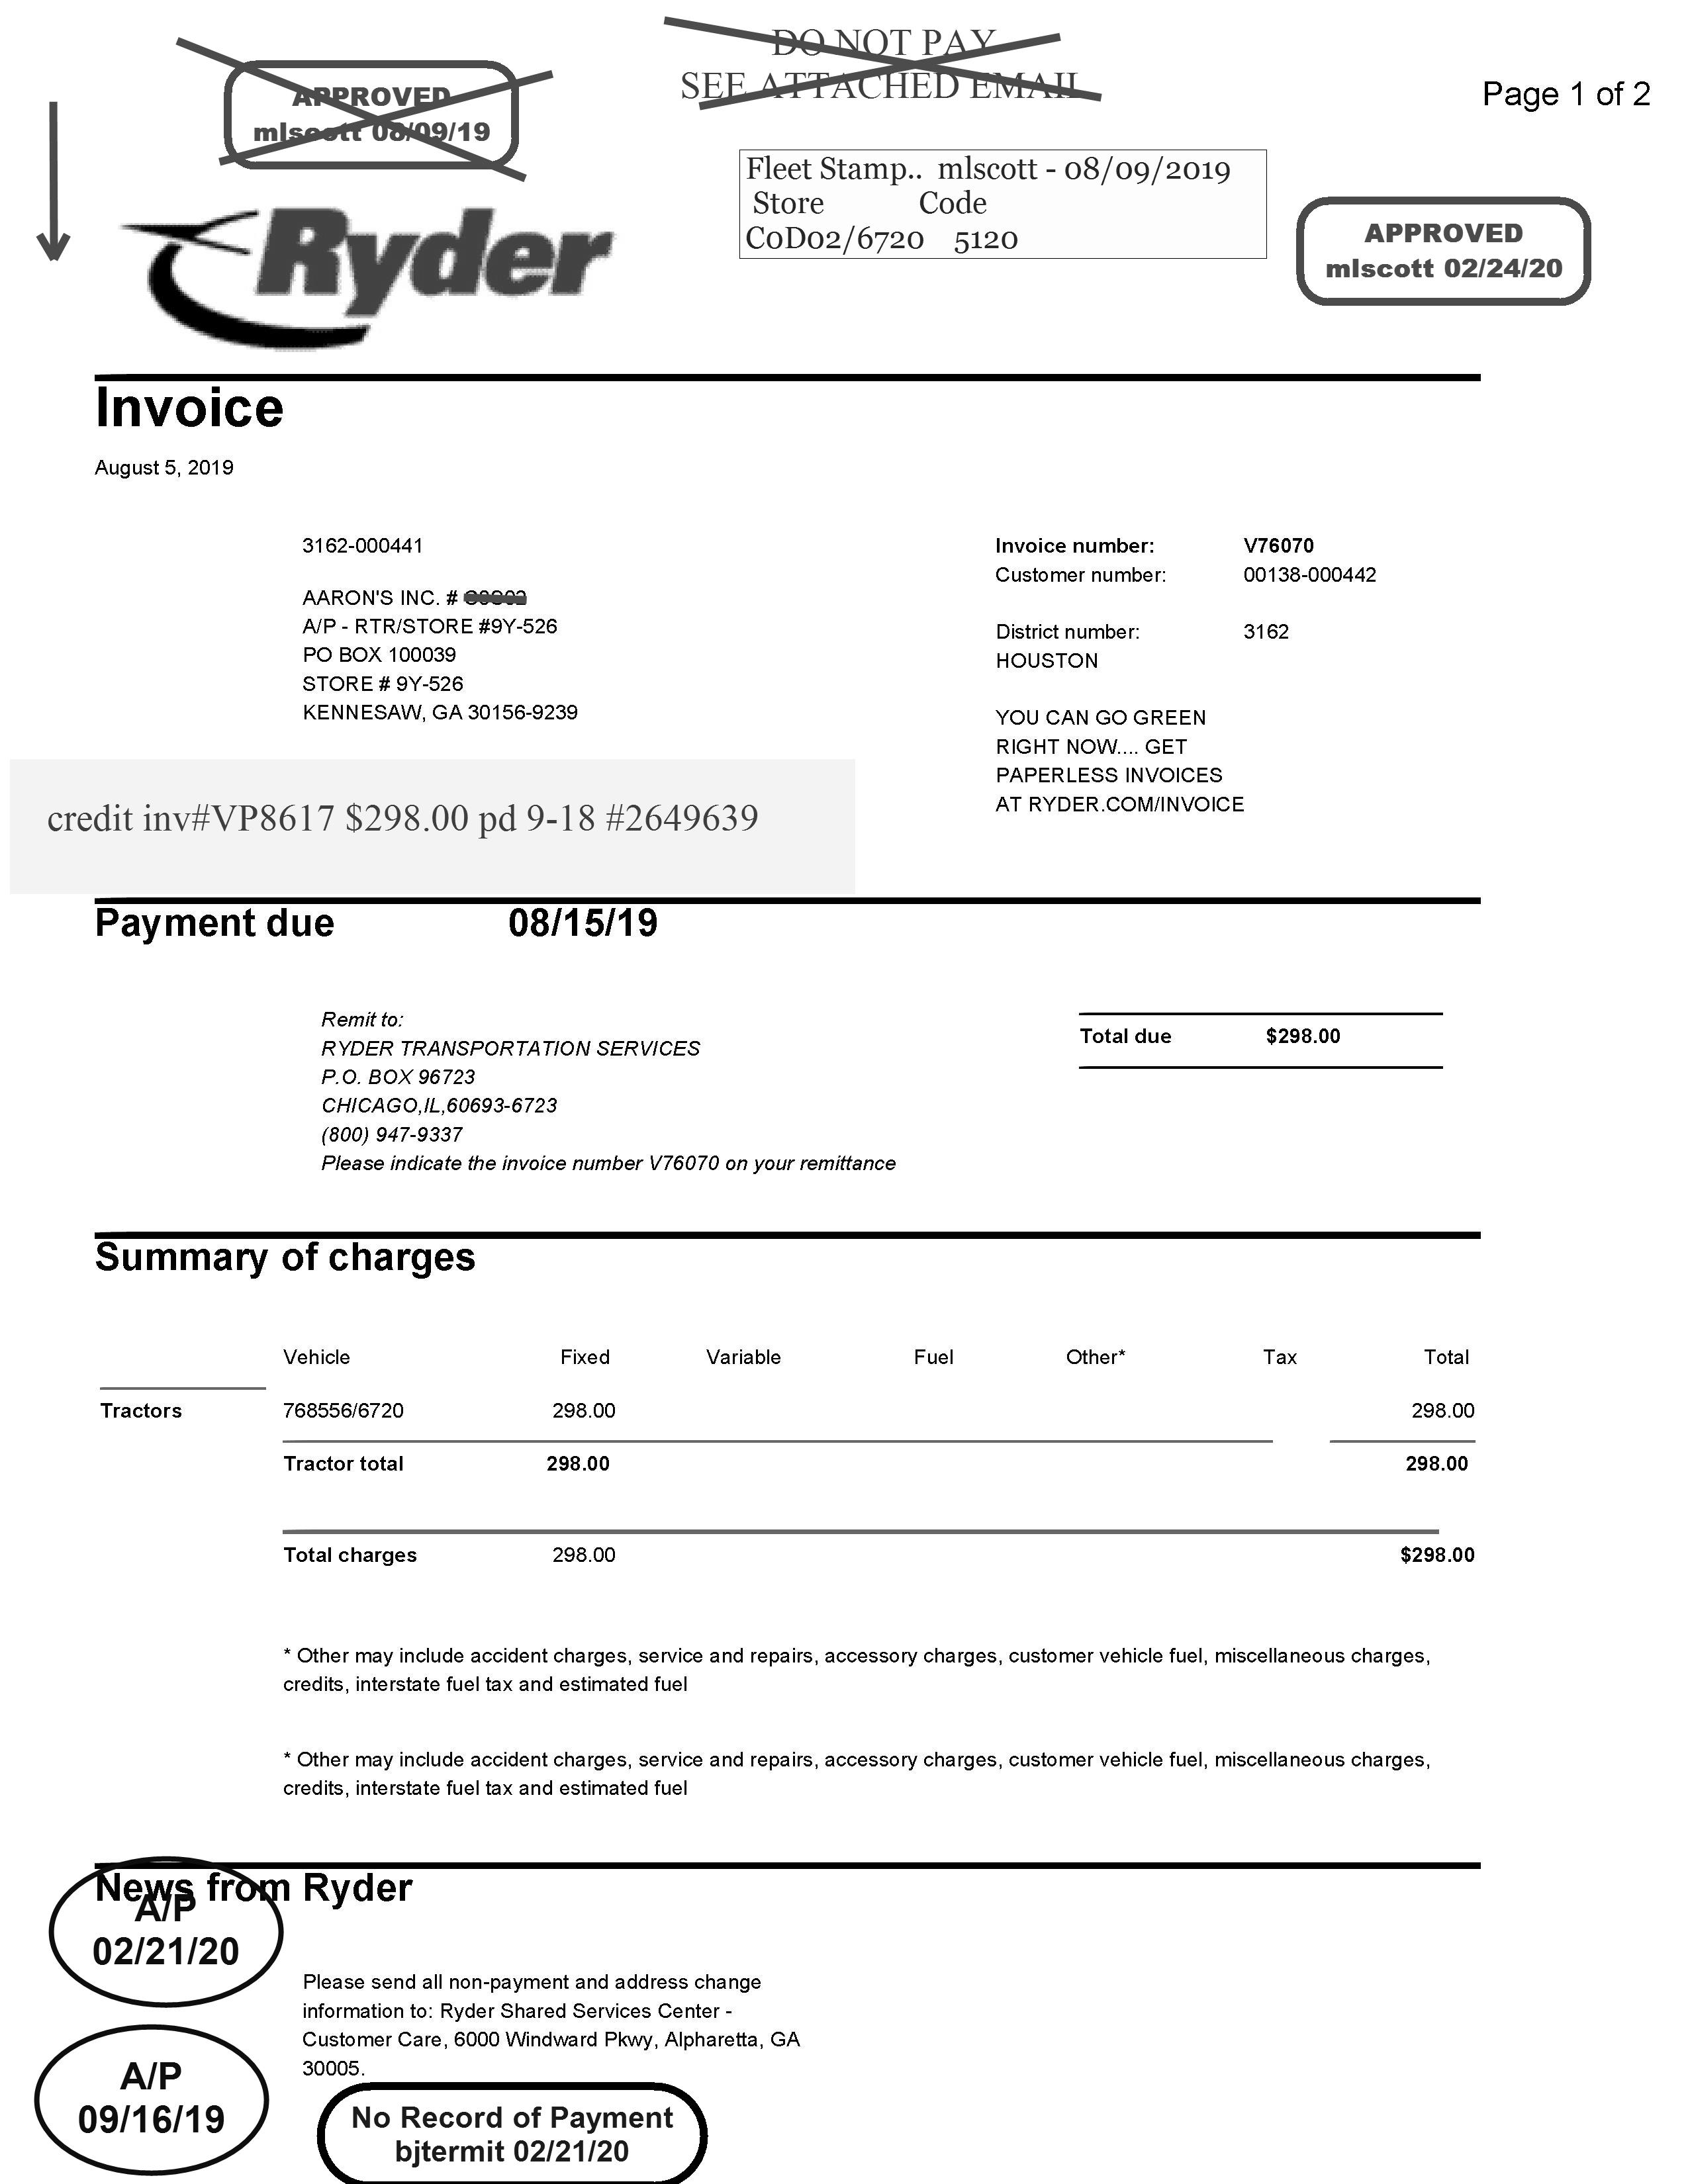 DO NOT PAY
SEE ATTACHED EMAIL
Page 1 of 2
APPROVED
mlscott 08/09/19
Fleet Stamp.. mlscott - 08/09/2019
Store Code
C0D02/6720 5120
APPROVED
mlscott 02/24/20
Ryder
Invoice
August 5, 2019
3162-000441
AARON'S INC. #
A/P - RTR/STORE #9Y-526
PO BOX 100039
STORE # 9Y-526
KENNESAW, GA 30156-9239
Invoice number: V76070
Customer number: 00138-000442
District number: 3162
HOUSTON
YOU CAN GO GREEN
RIGHT NOW.... GET
PAPERLESS INVOICES
AT RYDER.COM/INVOICE
credit inv#VP8617 $298.00 pd 9-18 #2649639
Payment due 08/15/19
Remit to:
RYDER TRANSPORTATION SERVICES
P.O. BOX 96723
CHICAGO,IL,60693-6723
(800) 947-9337
Please indicate the invoice number V76070 on your remittance
Total due $298.00
Summary of charges
Vehicle Fixed Variable Fuel Other* Tax Total
Tractors 768556/6720 298.00 298.00
Tractor total 298.00 298.00
Total charges 298.00 $298.00
* Other may include accident charges, service and repairs, accessory charges, customer vehicle fuel, miscellaneous charges,
credits, interstate fuel tax and estimated fuel
* Other may include accident charges, service and repairs, accessory charges, customer vehicle fuel, miscellaneous charges,
credits, interstate fuel tax and estimated fuel
News from Ryder
A/P
02/21/20
Please send all non-payment and address change
information to: Ryder Shared Services Center -
Customer Care, 6000 Windward Pkwy, Alpharetta, GA
30005.
A/P
09/16/19
No Record of Payment
bjtermit 02/21/20